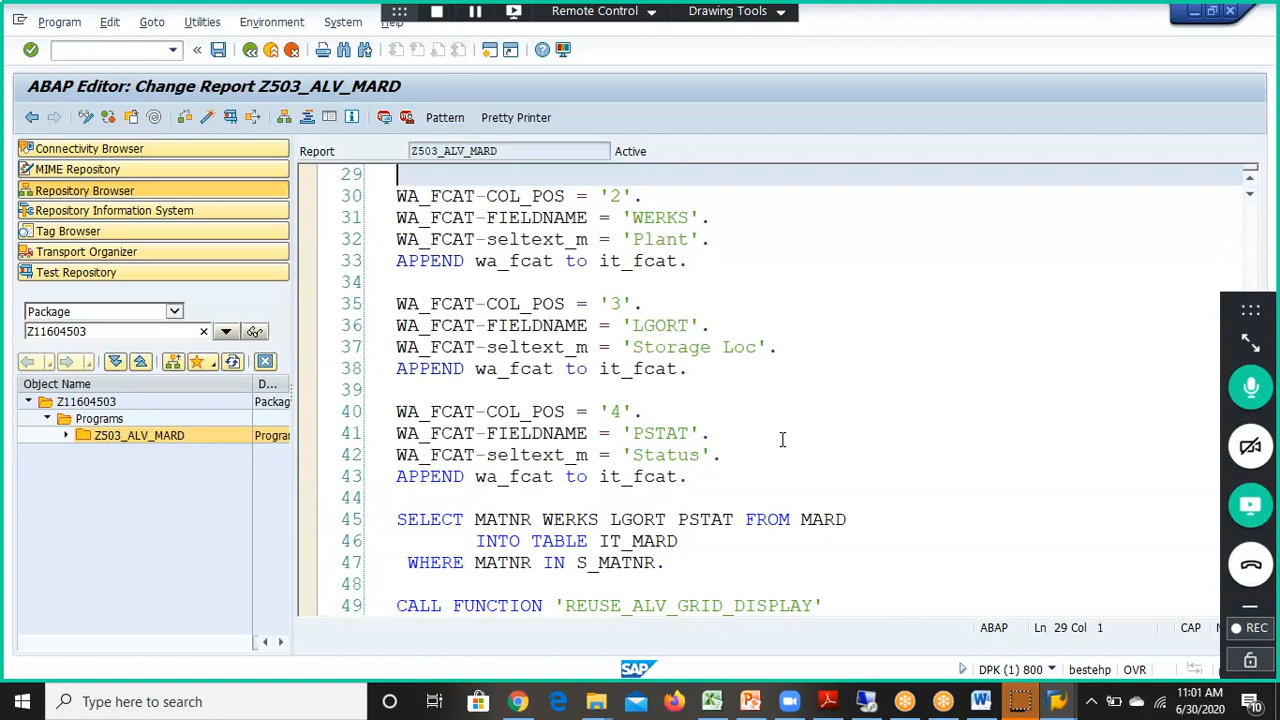 Remote Control
Drawing Tools
Program Edit Goto Utilities Environment System Help
ABAP Editor: Change Report Z503_ALV_MARD
Pattern Pretty Printer
Connectivity Browser
MIME Repository
Repository Browser
Repository Information System
Tag Browser
Transport Organizer
Test Repository
Package
Z11604503
Object Name D...
Z11604503 Packag
Programs
Z503_ALV_MARD Progra
Report Z503_ALV_MARD Active
29
30 WA_FCAT-COL_POS = '2'.
31 WA_FCAT-FIELDNAME = 'WERKS'.
32 WA_FCAT-seltext_m = 'Plant'.
33 APPEND wa_fcat to it_fcat.
34
35 WA_FCAT-COL_POS = '3'.
36 WA_FCAT-FIELDNAME = 'LGORT'.
37 WA_FCAT-seltext_m = 'Storage Loc'.
38 APPEND wa_fcat to it_fcat.
39
40 WA_FCAT-COL_POS = '4'.
41 WA_FCAT-FIELDNAME = 'PSTAT'.
42 WA_FCAT-seltext_m = 'Status'.
43 APPEND wa_fcat to it_fcat.
44
45 SELECT MATNR WERKS LGORT PSTAT FROM MARD
46 INTO TABLE IT_MARD
47 WHERE MATNR IN S_MATNR.
48
49 CALL FUNCTION 'REUSE_ALV_GRID_DISPLAY'
ABAP Ln 29 Col 1 CAP
REC
SAP
DPK (1) 800 bestehp OVR
Type here to search
11:01 AM
6/30/2020
10